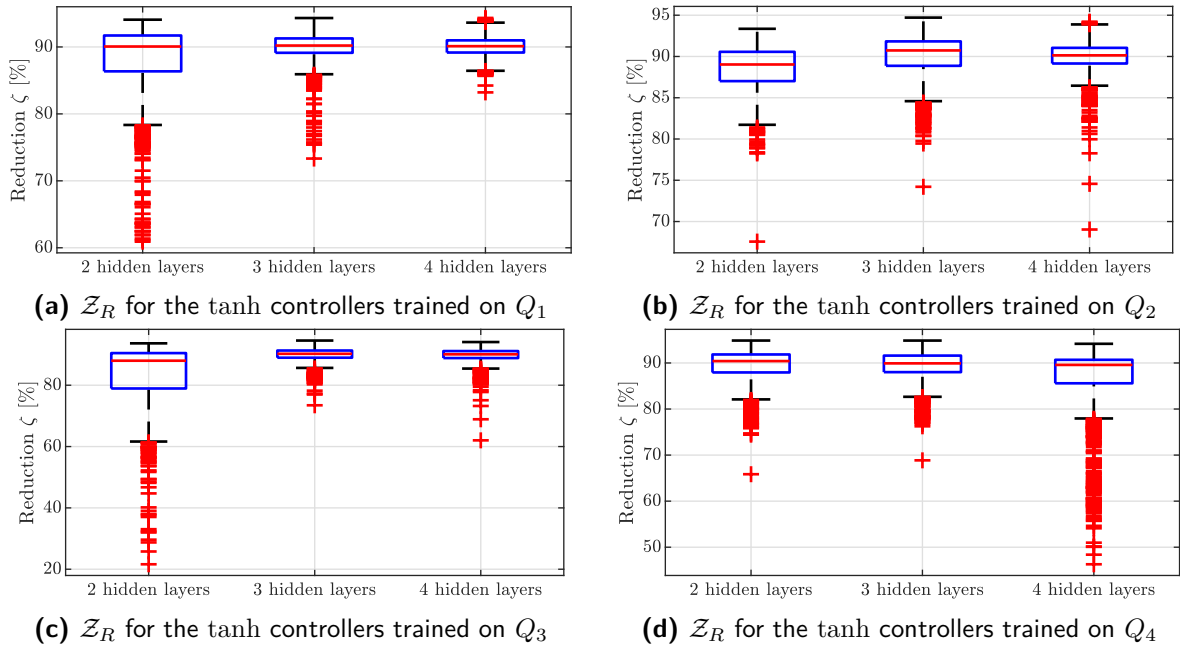 Reduction ζ [%]
90
80
70
60
2 hidden layers
3 hidden layers
4 hidden layers
(a) 𝒵_R for the tanh controllers trained on Q_1
Reduction ζ [%]
95
90
85
80
75
70
2 hidden layers
3 hidden layers
4 hidden layers
(b) 𝒵_R for the tanh controllers trained on Q_2
Reduction ζ [%]
80
60
40
20
2 hidden layers
3 hidden layers
4 hidden layers
(c) 𝒵_R for the tanh controllers trained on Q_3
Reduction ζ [%]
90
80
70
60
50
2 hidden layers
3 hidden layers
4 hidden layers
(d) 𝒵_R for the tanh controllers trained on Q_4